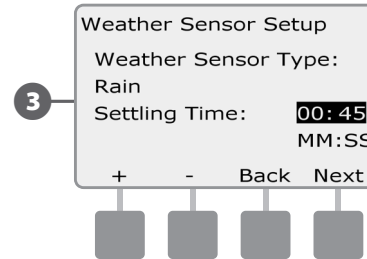 Weather Sensor Setup
Weather Sensor Type:
Rain
3
Settling Time: 00:45
MM:SS
+ - Back Next